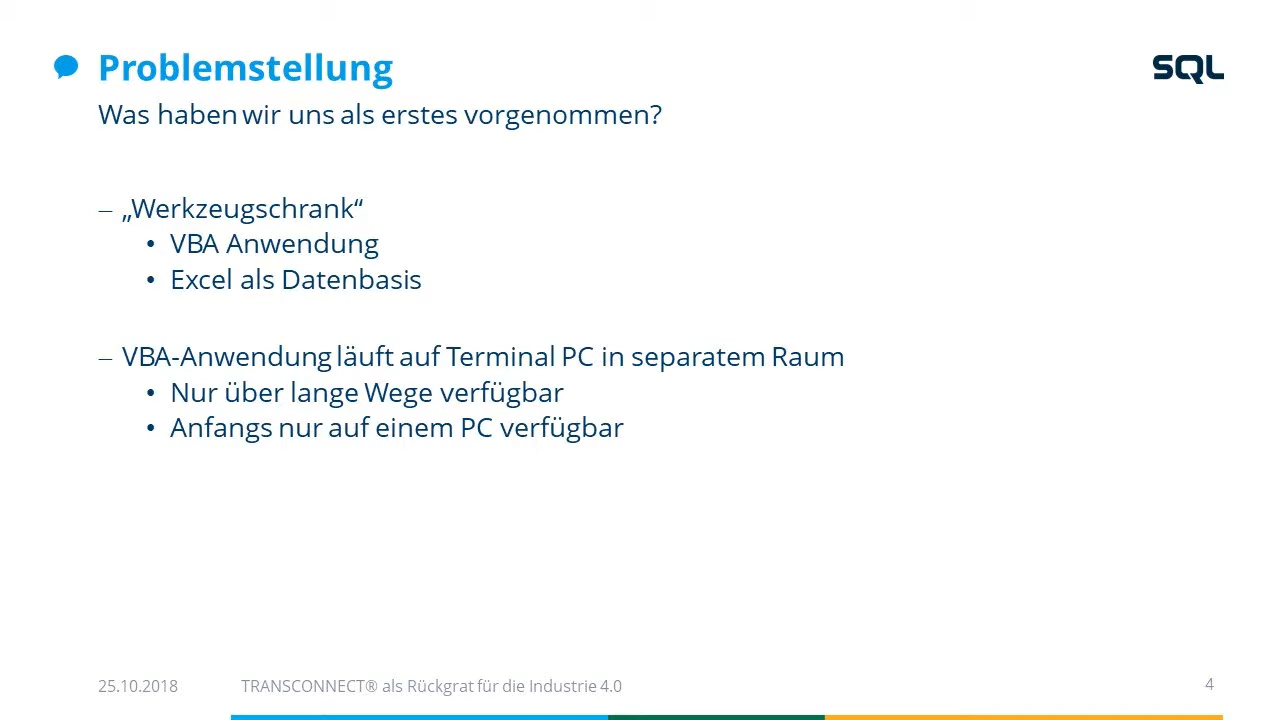 Problemstellung
SQL
Was haben wir uns als erstes vorgenommen?
– „Werkzeugschrank“
• VBA Anwendung
• Excel als Datenbasis
– VBA-Anwendung läuft auf Terminal PC in separatem Raum
• Nur über lange Wege verfügbar
• Anfangs nur auf einem PC verfügbar
25.10.2018 TRANSCONNECT® als Rückgrat für die Industrie 4.0 4